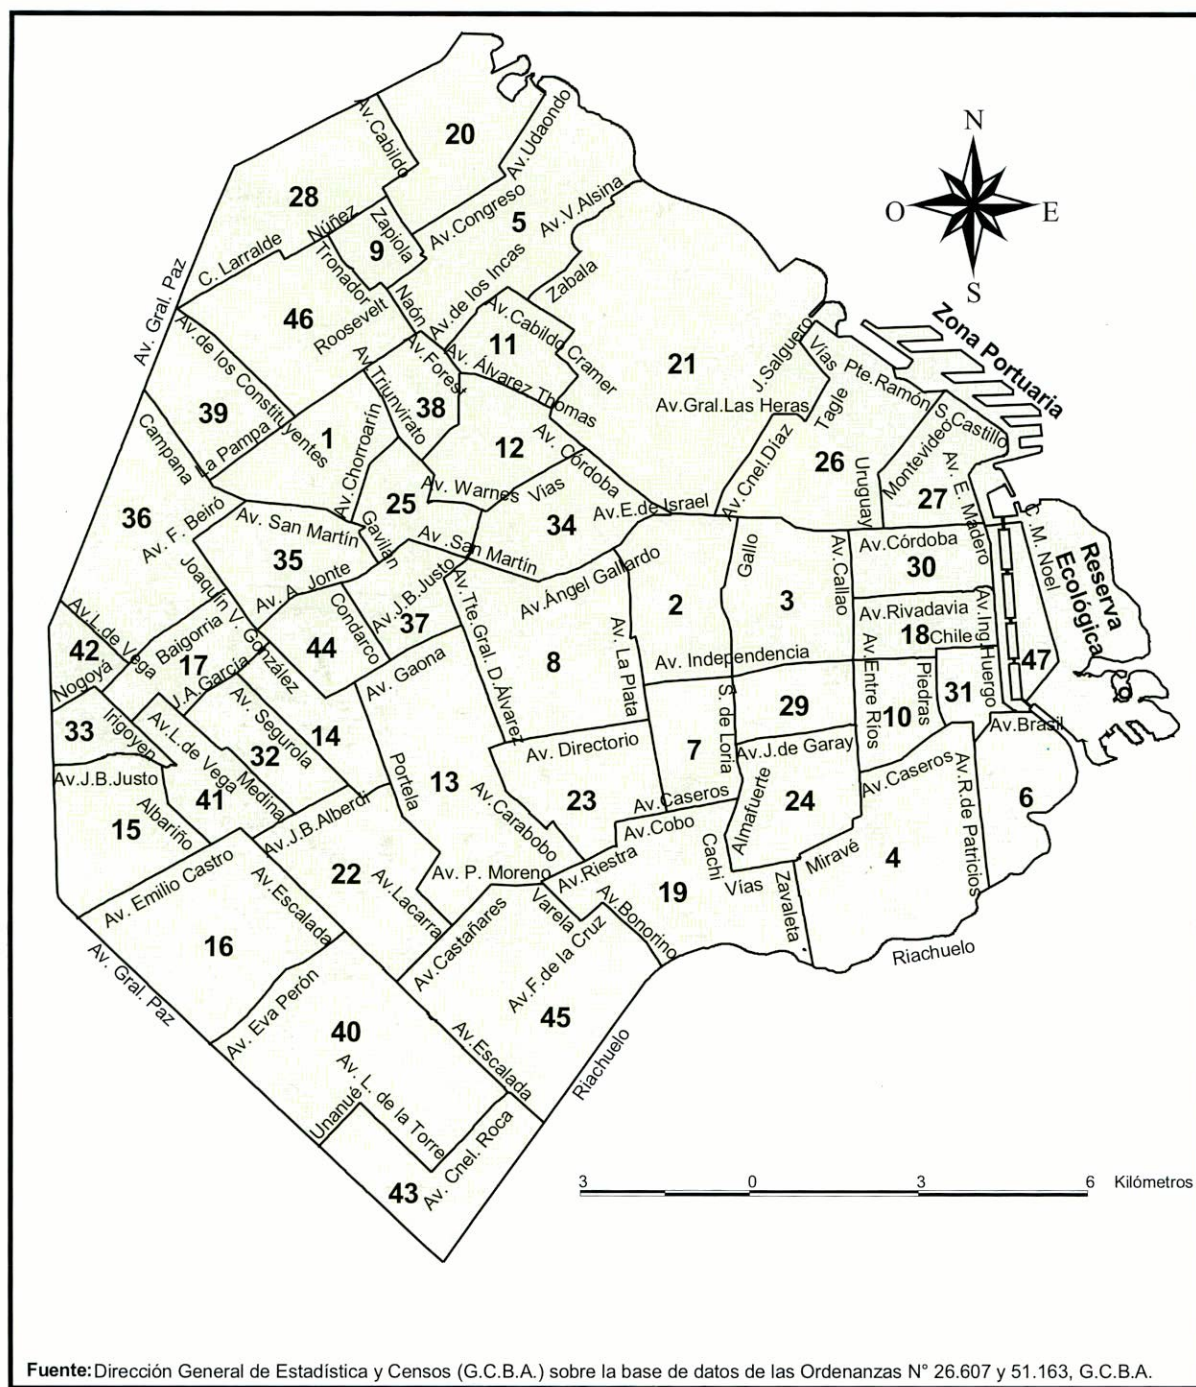 N
O
E
S
Av.Cabildo
20
Av.Udaondo
28
Núñez
Zapiola
Av.Congreso
5
Av.V.Alsina
C. Larralde
9
Tronador
Av. Gral. Paz
Av.de los Incas
Zabala
46
Roosevelt
Naón
Av.Cabildo
Cramer
11
Av. Álvarez Thomas
Av.Forest
21
J.Salguero
Vías
Pte.Ramón
S.Castillo
Zona Portuaria
Av.de los Constituyentes
39
La Pampa
Av.Triunvirato
38
Av.Gral.Las Heras
Tagle
Campana
1
Av.Chorroarín
12
Av. Córdoba
Av.Cnel.Díaz
26
Uruguay
Montevideo
27
Av. E. Madero
Av. Warnes
Vías
25
Av.E.de Israel
34
36
Av. F. Beiró
Av. San Martín
Gavilán
Av .San Martín
C .M. Noel
Reserva
Ecológica
35
Joaquín V. González
Av. A. Jonte
Av.J.B.Justo
Av.Ángel Gallardo
Gallo
Av.Callao
Av.Córdoba
30
Av.Tte.Gral. D.Álvarez
37
Condarco
44
2
3
Av.Rivadavia
18
Chile
Av.Ing.Huergo
47
Av.L.de Vega
42
Nogoyá
Baigorria
17
J.A.García
8
Av. La Plata
Av. Independencia
Av. Gaona
Av.Entre Ríos
Piedras
31
Av. Segurola
14
S. de Loria
29
10
Av.Brasil
33
Irigoyen
Av.L.de Vega
32
Medina
Av. Directorio
7
Av.J.de Garay
Av.J.B.Justo
41
Albariño
15
Portela
13
Av.Carabobo
23
Av.Caseros
Almafuerte
24
Av.Caseros
Av.R.de Patricios
6
Av.J.B.Alberdi
Av.Cobo
Cachi
Miravé
4
Av. Emilio Castro
22
Av.Lacarra
Av. P. Moreno
Av.Riestra
19
Vías
Zavaleta
Av.Escalada
16
Av.Castañares
Varela
Av.Bonorino
Riachuelo
Av. Gral. Paz
Av. Eva Perón
Av.F.de la Cruz
45
40
Av.Escalada
Riachuelo
Av. L. de la Torre
Unanué
Av. Cnel. Roca
43
3 0 3 6 Kilómetros
Fuente:Dirección General de Estadística y Censos (G.C.B.A.) sobre la base de datos de las Ordenanzas N° 26.607 y 51.163, G.C.B.A.